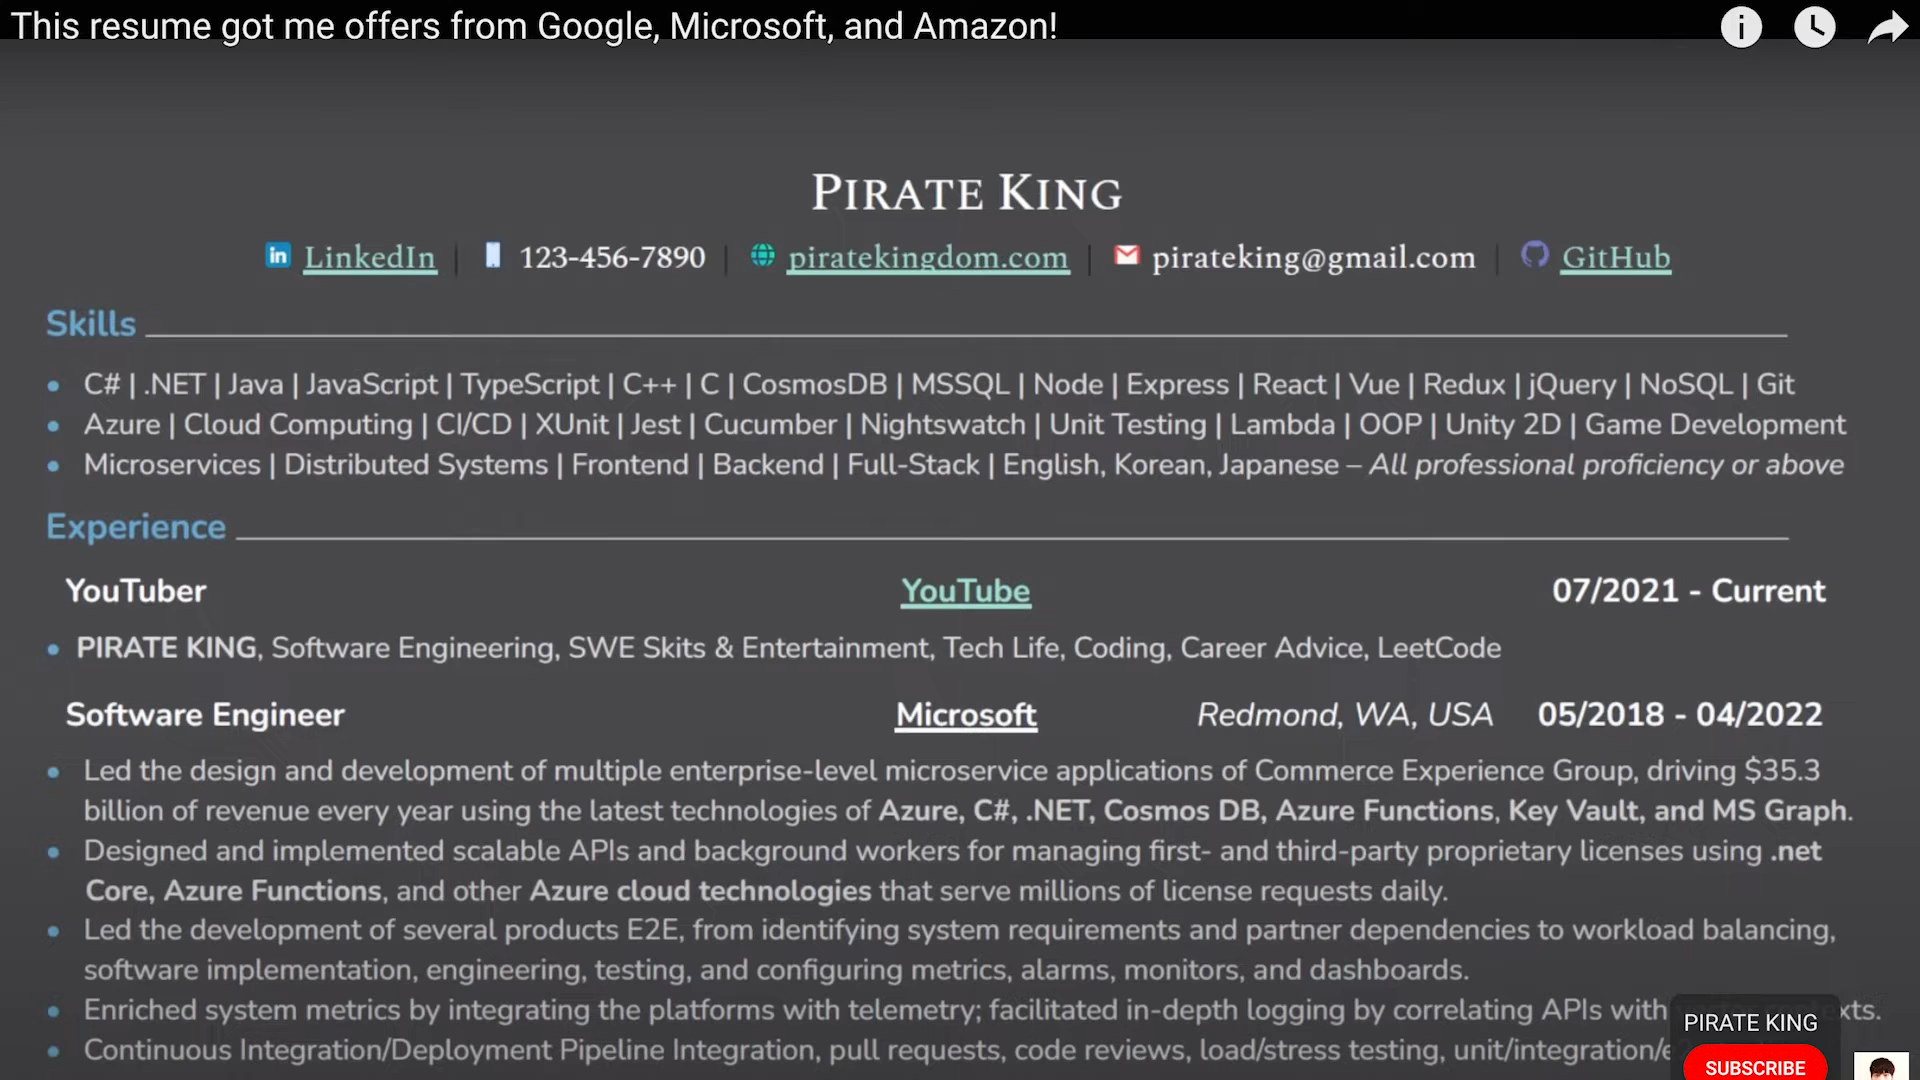 This resume got me offers from Google, Microsoft, and Amazon!
PIRATE KING
LinkedIn | 123-456-7890 | piratekingdom.com | pirateking@gmail.com | GitHub
Skills
• C# | .NET | Java | JavaScript | TypeScript | C++ | C | CosmosDB | MSSQL | Node | Express | React | Vue | Redux | jQuery | NoSQL | Git
• Azure | Cloud Computing | CI/CD | XUnit | Jest | Cucumber | Nightswatch | Unit Testing | Lambda | OOP | Unity 2D | Game Development
• Microservices | Distributed Systems | Frontend | Backend | Full-Stack | English, Korean, Japanese – All professional proficiency or above
Experience
YouTuber YouTube 07/2021 - Current
• PIRATE KING, Software Engineering, SWE Skits & Entertainment, Tech Life, Coding, Career Advice, LeetCode
Software Engineer Microsoft Redmond, WA, USA 05/2018 - 04/2022
• Led the design and development of multiple enterprise-level microservice applications of Commerce Experience Group, driving $35.3
billion of revenue every year using the latest technologies of Azure, C#, .NET, Cosmos DB, Azure Functions, Key Vault, and MS Graph.
• Designed and implemented scalable APIs and background workers for managing first- and third-party proprietary licenses using .net
Core, Azure Functions, and other Azure cloud technologies that serve millions of license requests daily.
• Led the development of several products E2E, from identifying system requirements and partner dependencies to workload balancing,
software implementation, engineering, testing, and configuring metrics, alarms, monitors, and dashboards.
• Enriched system metrics by integrating the platforms with telemetry; facilitated in-depth logging by correlating APIs with
• Continuous Integration/Deployment Pipeline Integration, pull requests, code reviews, load/stress testing, unit/integration/
PIRATE KING
SUBSCRIBE